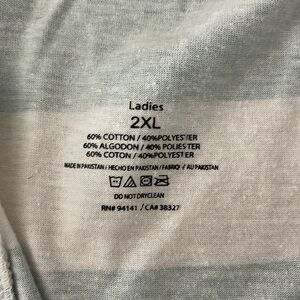 Ladies
2XL
60% COTTON / 40%POLYESTER
60% ALGODON / 40% POLIESTER
60% COTON / 40%POLYESTER
MADE IN PAKISTAN / HECHO EN PAKISTAN / FABRIQ' / AU PAKISTAN
DO NOT DRYCLEAN
RN# 94141 / CA# 38327